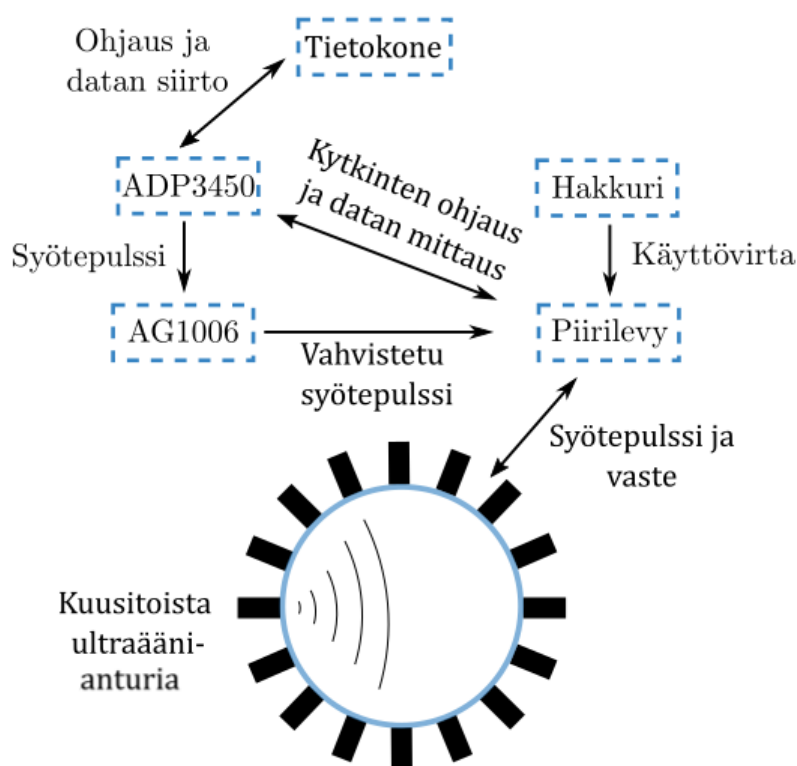 Ohjaus ja
datan siirto
Tietokone
ADP3450
Kytkinten ohjaus
ja datan mittaus
Hakkuri
Syötepulssi
Käyttövirta
AG1006
Vahvistetu
syötepulssi
Piirilevy
Syötepulssi ja
vaste
Kuusitoista
ultraääni-
anturia